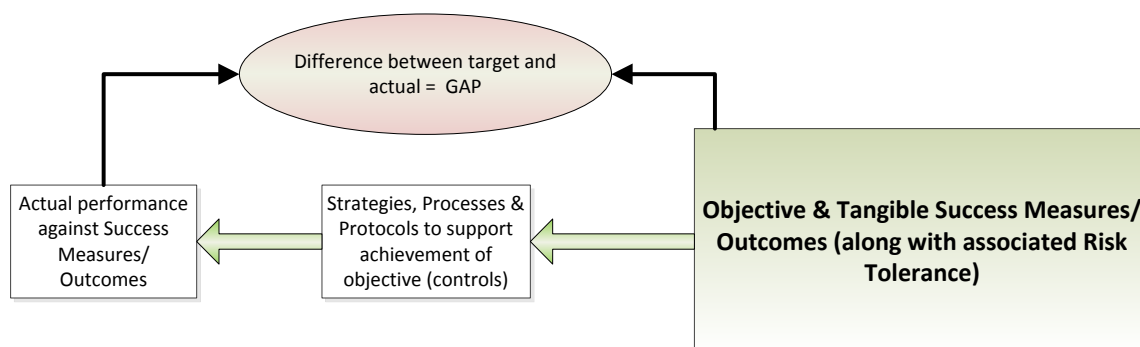 Difference between target and
actual = GAP
Actual performance
against Success
Measures/
Outcomes
Strategies, Processes &
Protocols to support
achievement of
objective (controls)
Objective & Tangible Success Measures/
Outcomes (along with associated Risk
Tolerance)